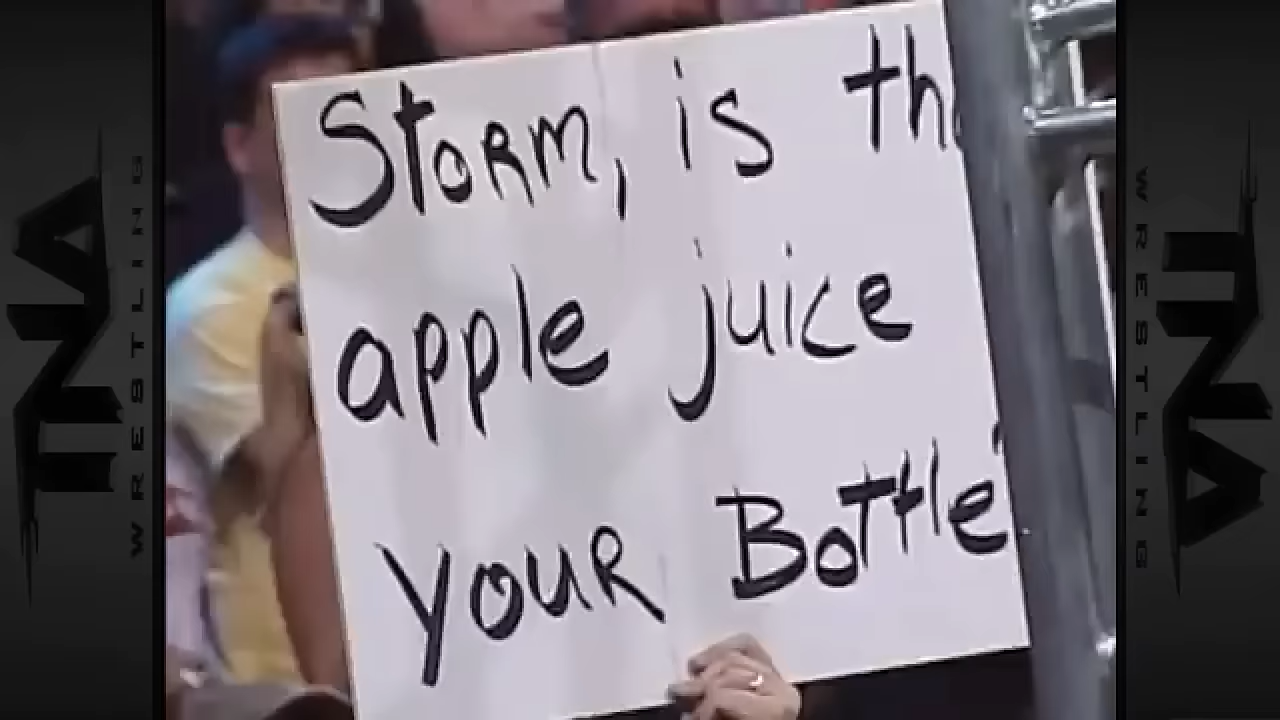 Storm, is th
apple juice
your Bottle
TNA
WRESTLING
TNA
WRESTLING